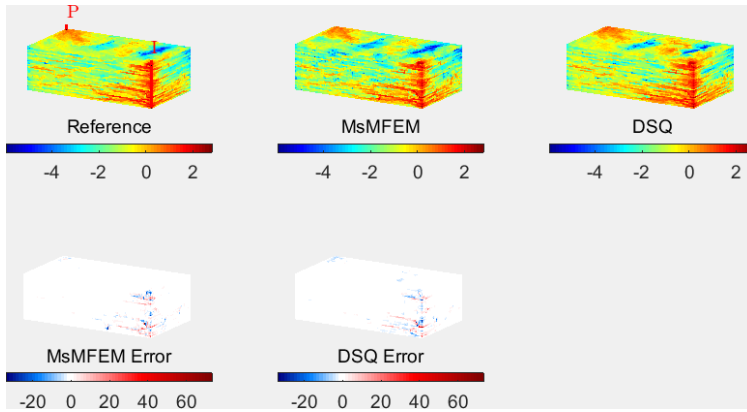 P
I
Reference
MsMFEM
DSQ
-4 -2 0 2
-4 -2 0 2
-4 -2 0 2
MsMFEM Error
DSQ Error
-20 0 20 40 60
-20 0 20 40 60